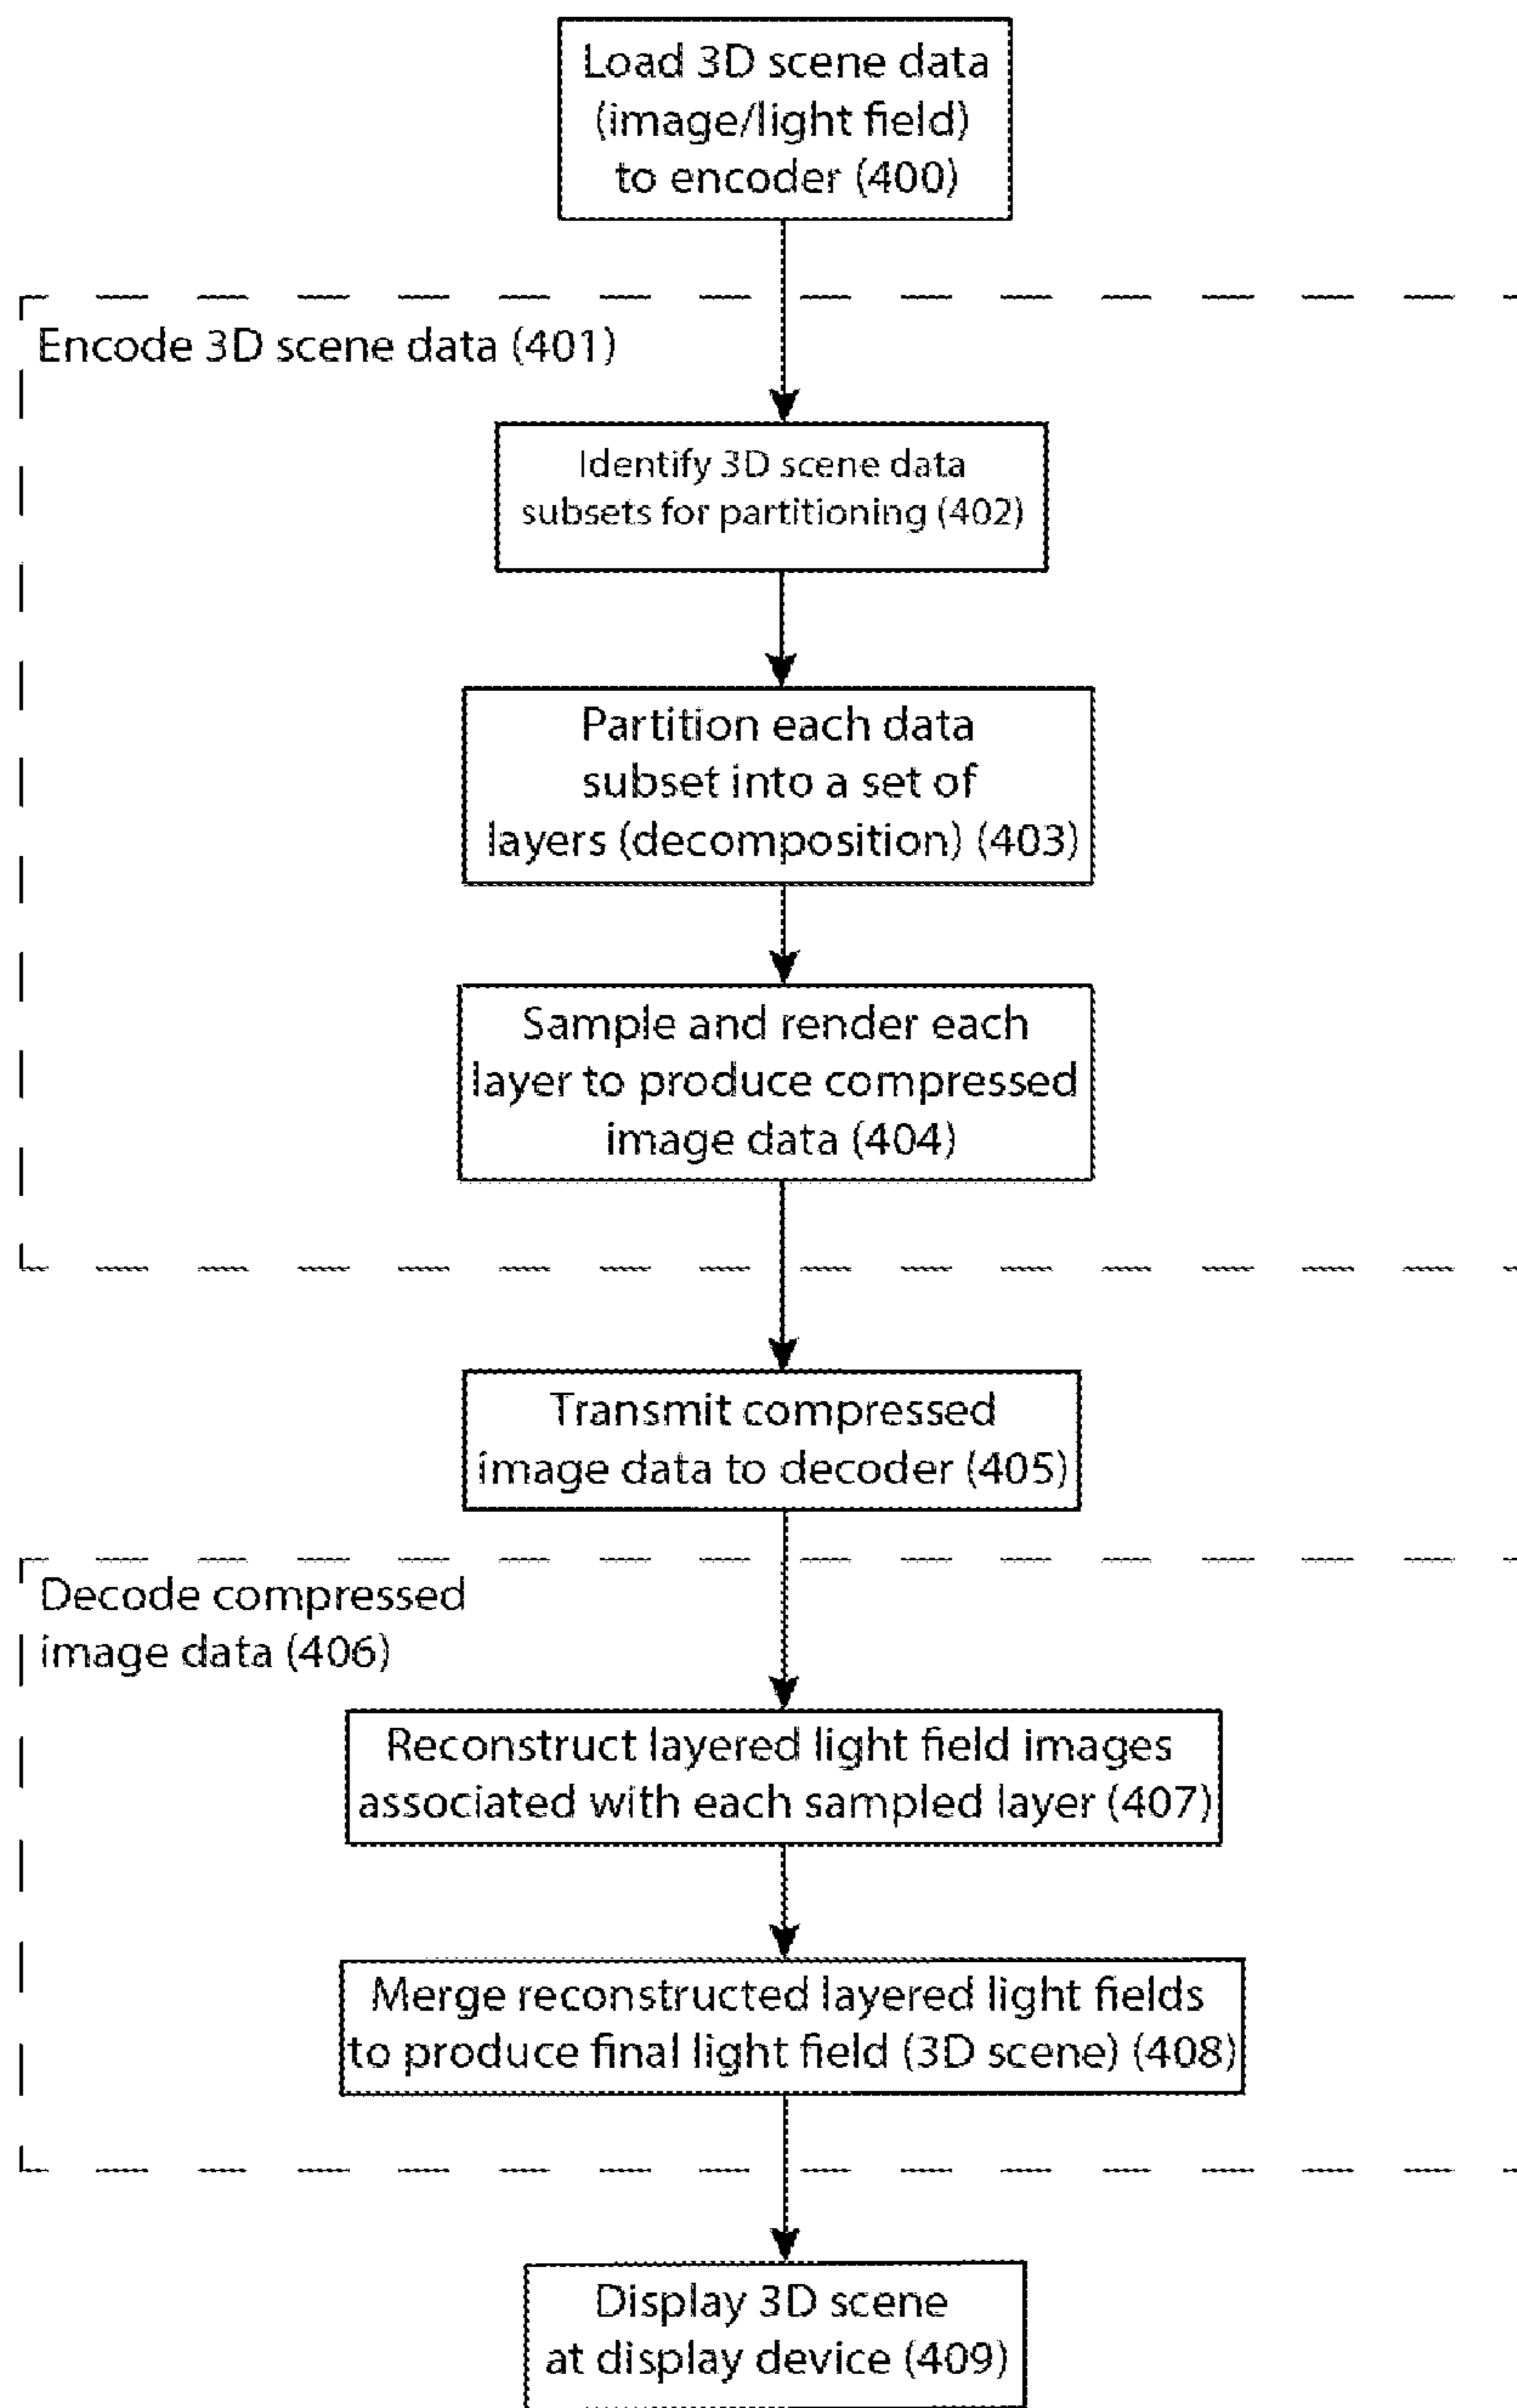 Load 3D scene data
(image/light field)
to encoder (400)
Encode 3D scene data (401)
Identify 3D scene data
subsets for partitioning (402)
Partition each data
subset into a set of
layers (decomposition) (403)
Sample and render each
layer to produce compressed
image data (404)
Transmit compressed
image data to decoder (405)
Decode compressed
image data (406)
Reconstruct layered light field images
associated with each sampled layer (407)
Merge reconstructed layered light fields
to produce final light field (3D scene) (408)
Display 3D scene
at display device (409)